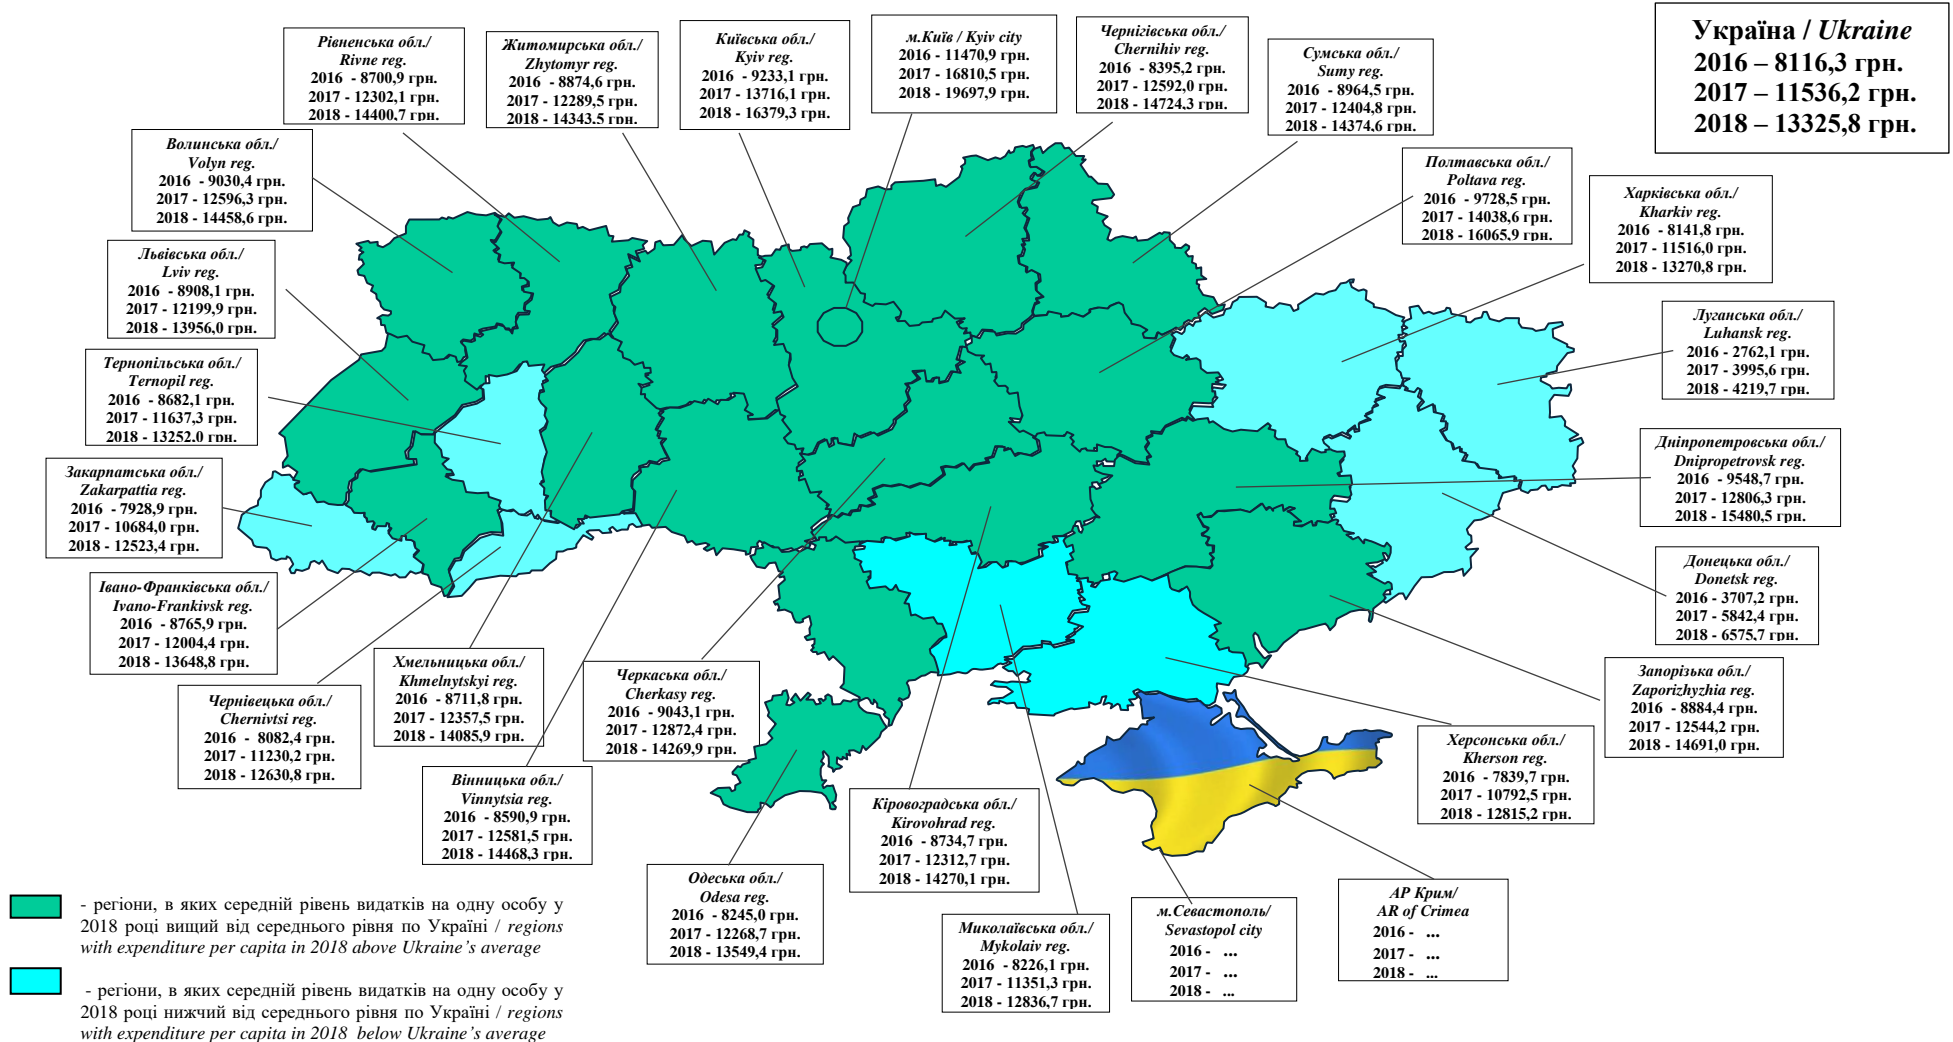 Україна / Ukraine
2016 – 8116,3 грн.
2017 – 11536,2 грн.
2018 – 13325,8 грн.
Рівненська обл./
Rivne reg.
2016 - 8700,9 грн.
2017 - 12302,1 грн.
2018 - 14400,7 грн.
Житомирська обл./
Zhytomyr reg.
2016 - 8874,6 грн.
2017 - 12289,5 грн.
2018 - 14343.5 грн.
Київська обл./
Kyiv reg.
2016 - 9233,1 грн.
2017 - 13716,1 грн.
2018 - 16379,3 грн.
м.Київ / Kyiv city
2016 - 11470,9 грн.
2017 - 16810,5 грн.
2018 - 19697,9 грн.
Чернігівська обл./
Chernihiv reg.
2016 - 8395,2 грн.
2017 - 12592,0 грн.
2018 - 14724,3 грн.
Сумська обл./
Sumy reg.
2016 - 8964,5 грн.
2017 - 12404,8 грн.
2018 - 14374,6 грн.
Волинська обл./
Volyn reg.
2016 - 9030,4 грн.
2017 - 12596,3 грн.
2018 - 14458,6 грн.
Полтавська обл./
Poltava reg.
2016 - 9728,5 грн.
2017 - 14038,6 грн.
2018 - 16065,9 грн.
Харківська обл./
Kharkiv reg.
2016 - 8141,8 грн.
2017 - 11516,0 грн.
2018 - 13270,8 грн.
Львівська обл./
Lviv reg.
2016 - 8908,1 грн.
2017 - 12199,9 грн.
2018 - 13956,0 грн.
Луганська обл./
Luhansk reg.
2016 - 2762,1 грн.
2017 - 3995,6 грн.
2018 - 4219,7 грн.
Тернопільська обл./
Ternopil reg.
2016 - 8682,1 грн.
2017 - 11637,3 грн.
2018 - 13252,0 грн.
Дніпропетровська обл./
Dnipropetrovsk reg.
2016 - 9548,7 грн.
2017 - 12806,3 грн.
2018 - 15480,5 грн.
Закарпатська обл./
Zakarpattia reg.
2016 - 7928,9 грн.
2017 - 10684,0 грн.
2018 - 12523,4 грн.
Донецька обл./
Donetsk reg.
2016 - 3707,2 грн.
2017 - 5842,4 грн.
2018 - 6575,7 грн.
Івано-Франківська обл./
Ivano-Frankivsk reg.
2016 - 8765,9 грн.
2017 - 12004,4 грн.
2018 - 13648,8 грн.
Хмельницька обл./
Khmelnytskyi reg.
2016 - 8711,8 грн.
2017 - 12357,5 грн.
2018 - 14085,9 грн.
Черкаська обл./
Cherkasy reg.
2016 - 9043,1 грн.
2017 - 12872,4 грн.
2018 - 14269,9 грн.
Запорізька обл./
Zaporizhyzhia reg.
2016 - 8884,4 грн.
2017 - 12544,2 грн.
2018 - 14691,0 грн.
Чернівецька обл./
Chernivtsi reg.
2016 - 8082,4 грн.
2017 - 11230,2 грн.
2018 - 12630,8 грн.
Херсонська обл./
Kherson reg.
2016 - 7839,7 грн.
2017 - 10792,5 грн.
2018 - 12815,2 грн.
Вінницька обл./
Vinnytsia reg.
2016 - 8590,9 грн.
2017 - 12581,5 грн.
2018 - 14468,3 грн.
Кіровоградська обл./
Kirovohrad reg.
2016 - 8734,7 грн.
2017 - 12312,7 грн.
2018 - 14270,1 грн.
Одеська обл./
Odesa reg.
2016 - 8245,0 грн.
2017 - 12268,7 грн.
2018 - 13549,4 грн.
Миколаївська обл./
Mykolaiv reg.
2016 - 8226,1 грн.
2017 - 11351,3 грн.
2018 - 12836,7 грн.
м.Севастополь/
Sevastopol city
2016 - ...
2017 - ...
2018 - ...
АР Крим/
AR of Crimea
2016 - ...
2017 - ...
2018 - ...
- регіони, в яких середній рівень видатків на одну особу у
2018 році вищий від середнього рівня по Україні / regions
with expenditure per capita in 2018 above Ukraine's average
- регіони, в яких середній рівень видатків на одну особу у
2018 році нижчий від середнього рівня по Україні / regions
with expenditure per capita in 2018 below Ukraine's average